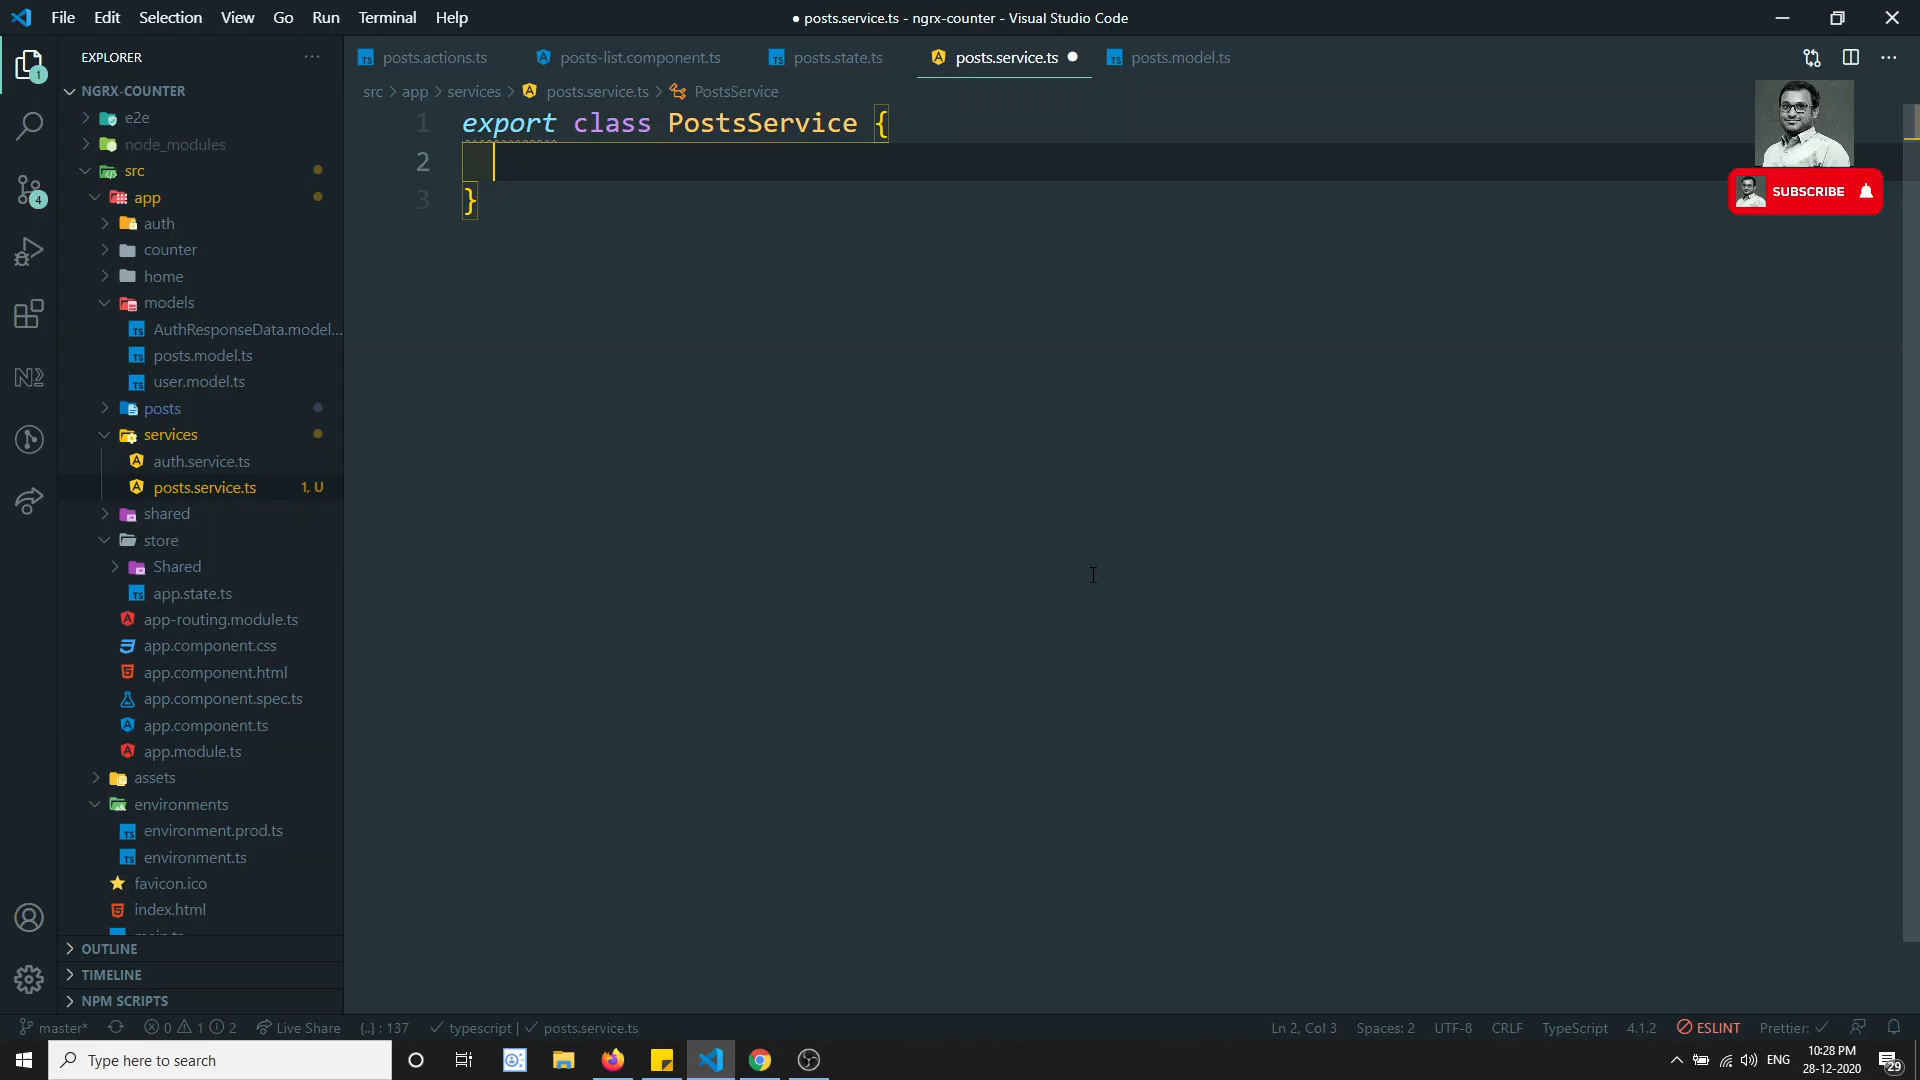 File Edit Selection View Go Run Terminal Help
● posts.service.ts - ngrx-counter - Visual Studio Code
EXPLORER
posts.actions.ts posts-list.component.ts posts.state.ts posts.service.ts posts.model.ts
NGRX-COUNTER
src > app > services > posts.service.ts > PostsService
1 export class PostsService {
2
3 }
SUBSCRIBE
1
4
e2e
node_modules
src
app
auth
counter
home
models
AuthResponseData.model...
posts.model.ts
user.model.ts
posts
services
auth.service.ts
posts.service.ts 1, U
shared
store
Shared
app.state.ts
app-routing.module.ts
app.component.css
app.component.html
app.component.spec.ts
app.component.ts
app.module.ts
assets
environments
environment.prod.ts
environment.ts
favicon.ico
index.html
main.ts
OUTLINE
TIMELINE
NPM SCRIPTS
master* 0 1 2 Live Share {..} : 137 typescript | posts.service.ts Ln 2, Col 3 Spaces: 2 UTF-8 CRLF TypeScript 4.1.2 ESLINT Prettier:
Type here to search
ENG
10:28 PM
28-12-2020
29